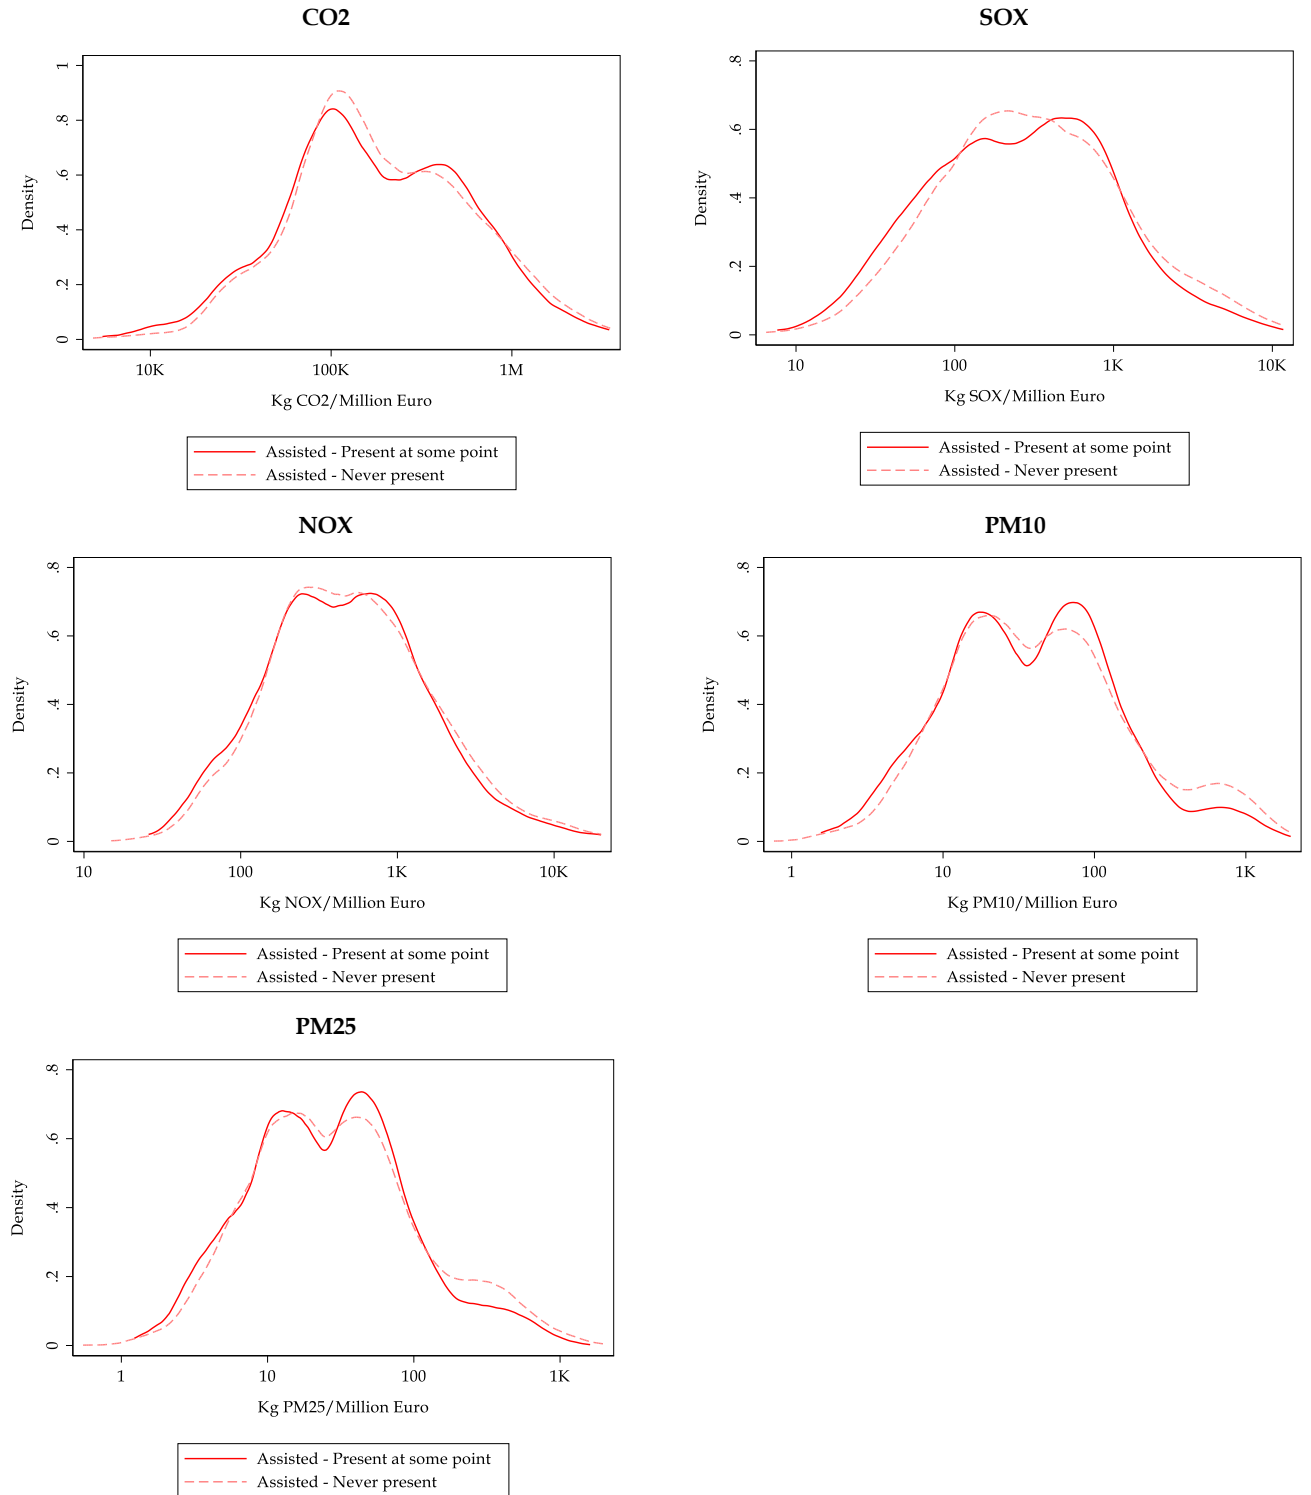 CO2
Density
0
.2
.4
.6
.8
1
10K
100K
1M
Kg CO2/Million Euro
Assisted - Present at some point
Assisted - Never present
SOX
Density
0
.2
.4
.6
.8
10
100
1K
10K
Kg SOX/Million Euro
Assisted - Present at some point
Assisted - Never present
NOX
Density
0
.2
.4
.6
.8
10
100
1K
10K
Kg NOX/Million Euro
Assisted - Present at some point
Assisted - Never present
PM10
Density
0
.2
.4
.6
.8
1
10
100
1K
Kg PM10/Million Euro
Assisted - Present at some point
Assisted - Never present
PM25
Density
0
.2
.4
.6
.8
1
10
100
1K
Kg PM25/Million Euro
Assisted - Present at some point
Assisted - Never present